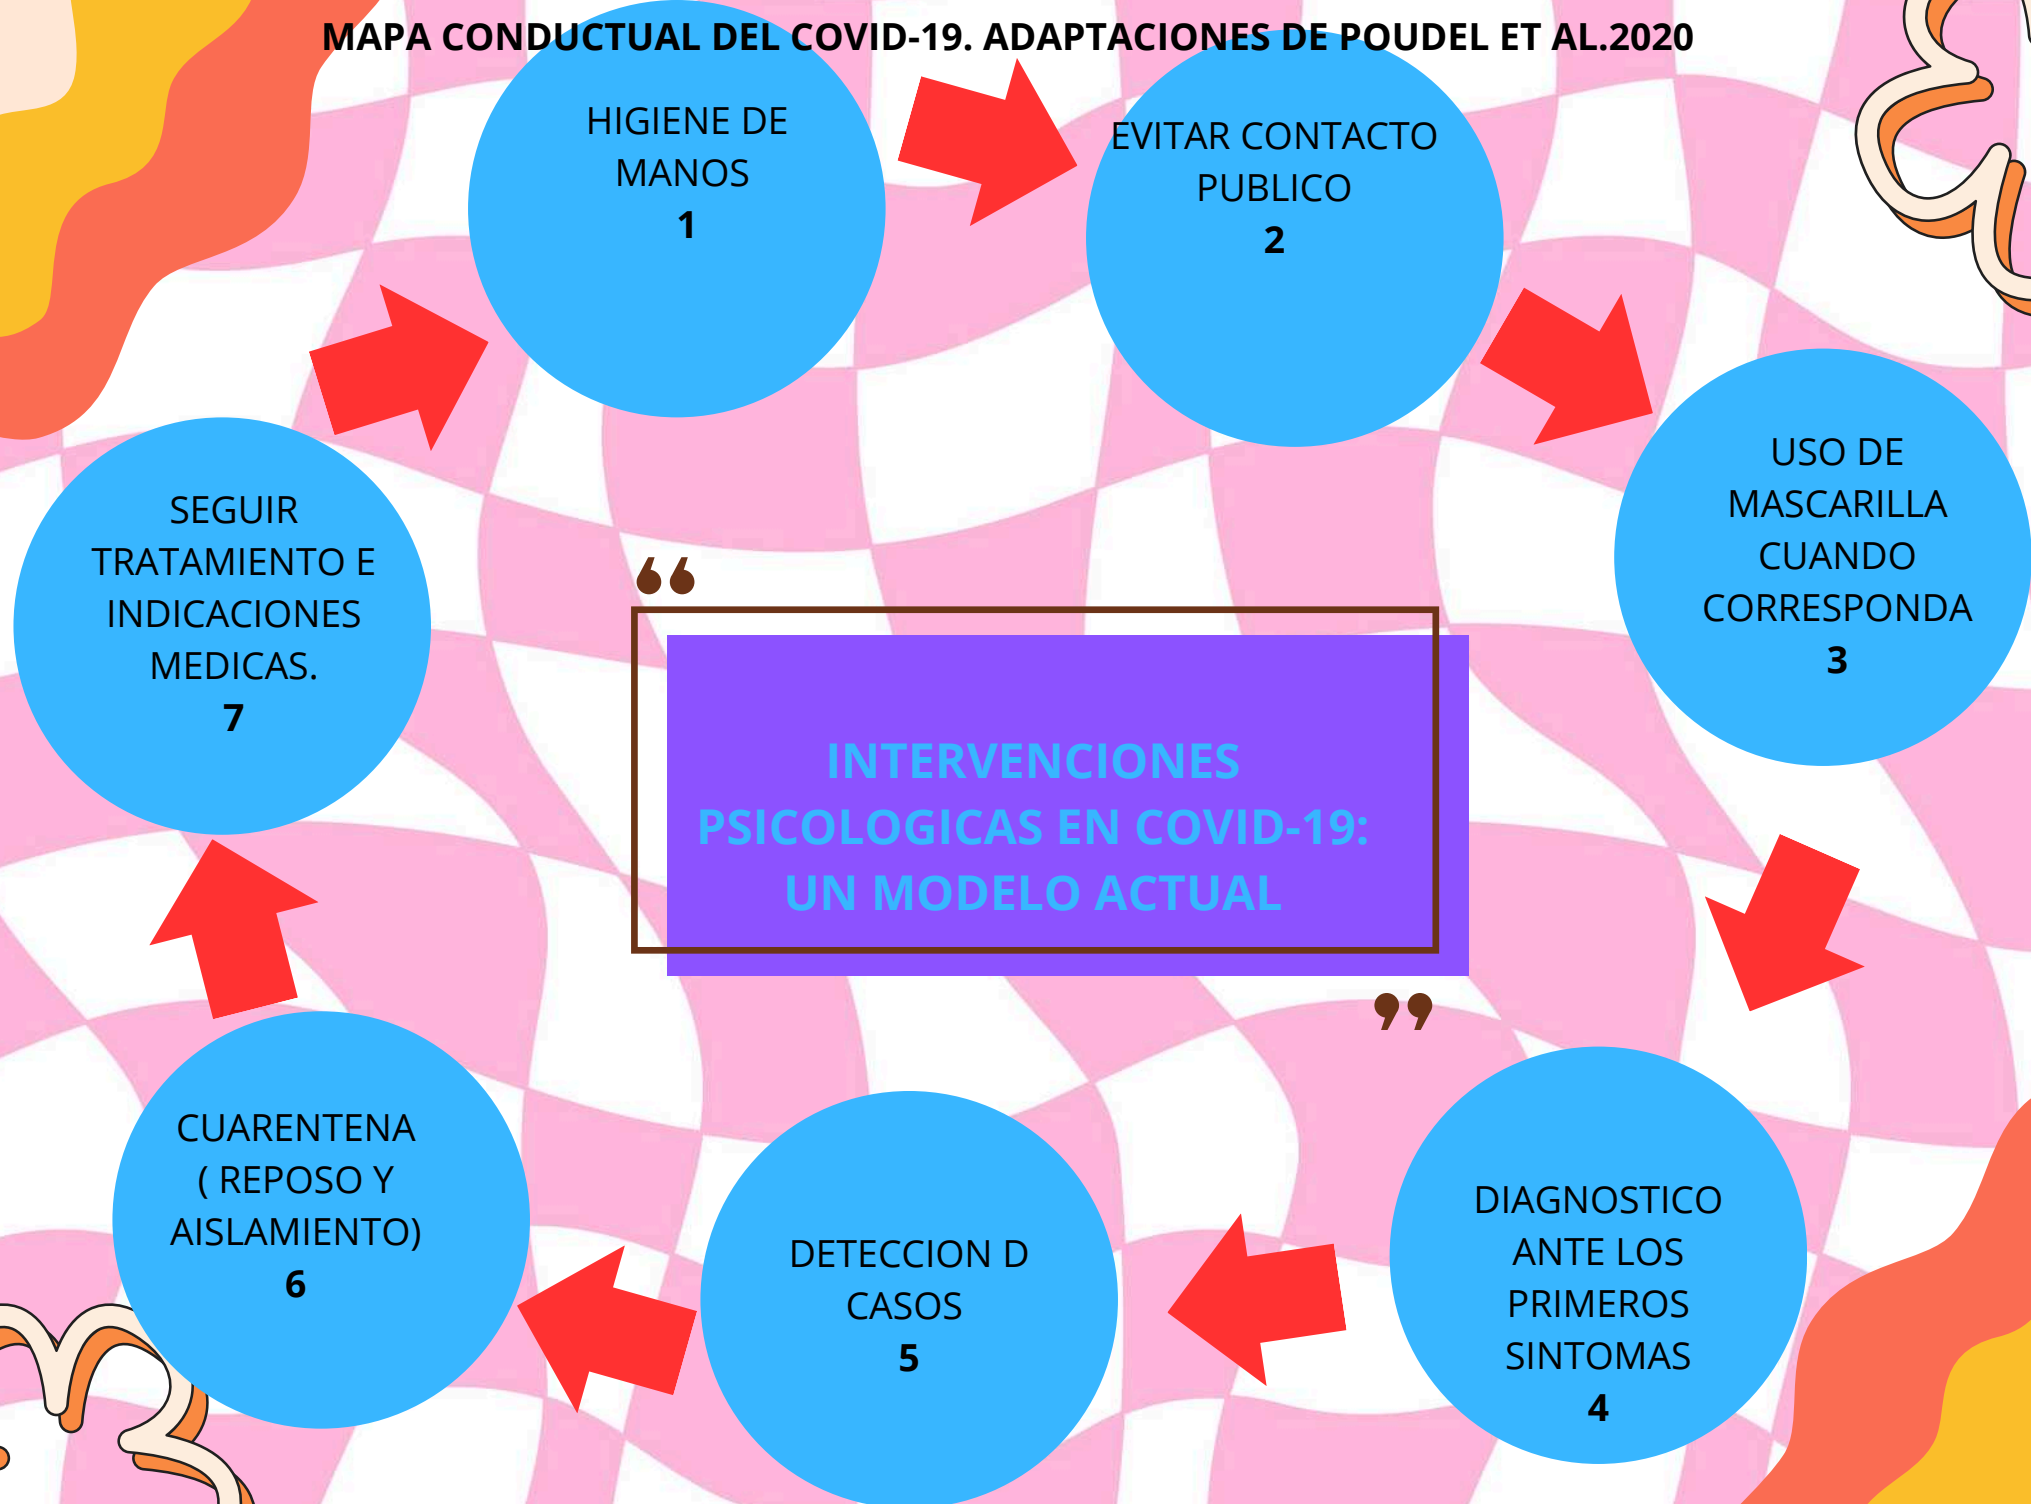 MAPA CONDUCTUAL DEL COVID-19. ADAPTACIONES DE POUDEL ET AL.2020
HIGIENE DE
MANOS
1
EVITAR CONTACTO
PUBLICO
2
USO DE
MASCARILLA
CUANDO
CORRESPONDA
3
DIAGNOSTICO
ANTE LOS
PRIMEROS
SINTOMAS
4
DETECCION D
CASOS
5
CUARENTENA
( REPOSO Y
AISLAMIENTO)
6
SEGUIR
TRATAMIENTO E
INDICACIONES
MEDICAS.
7
“
INTERVENCIONES
PSICOLOGICAS EN COVID-19:
UN MODELO ACTUAL
”